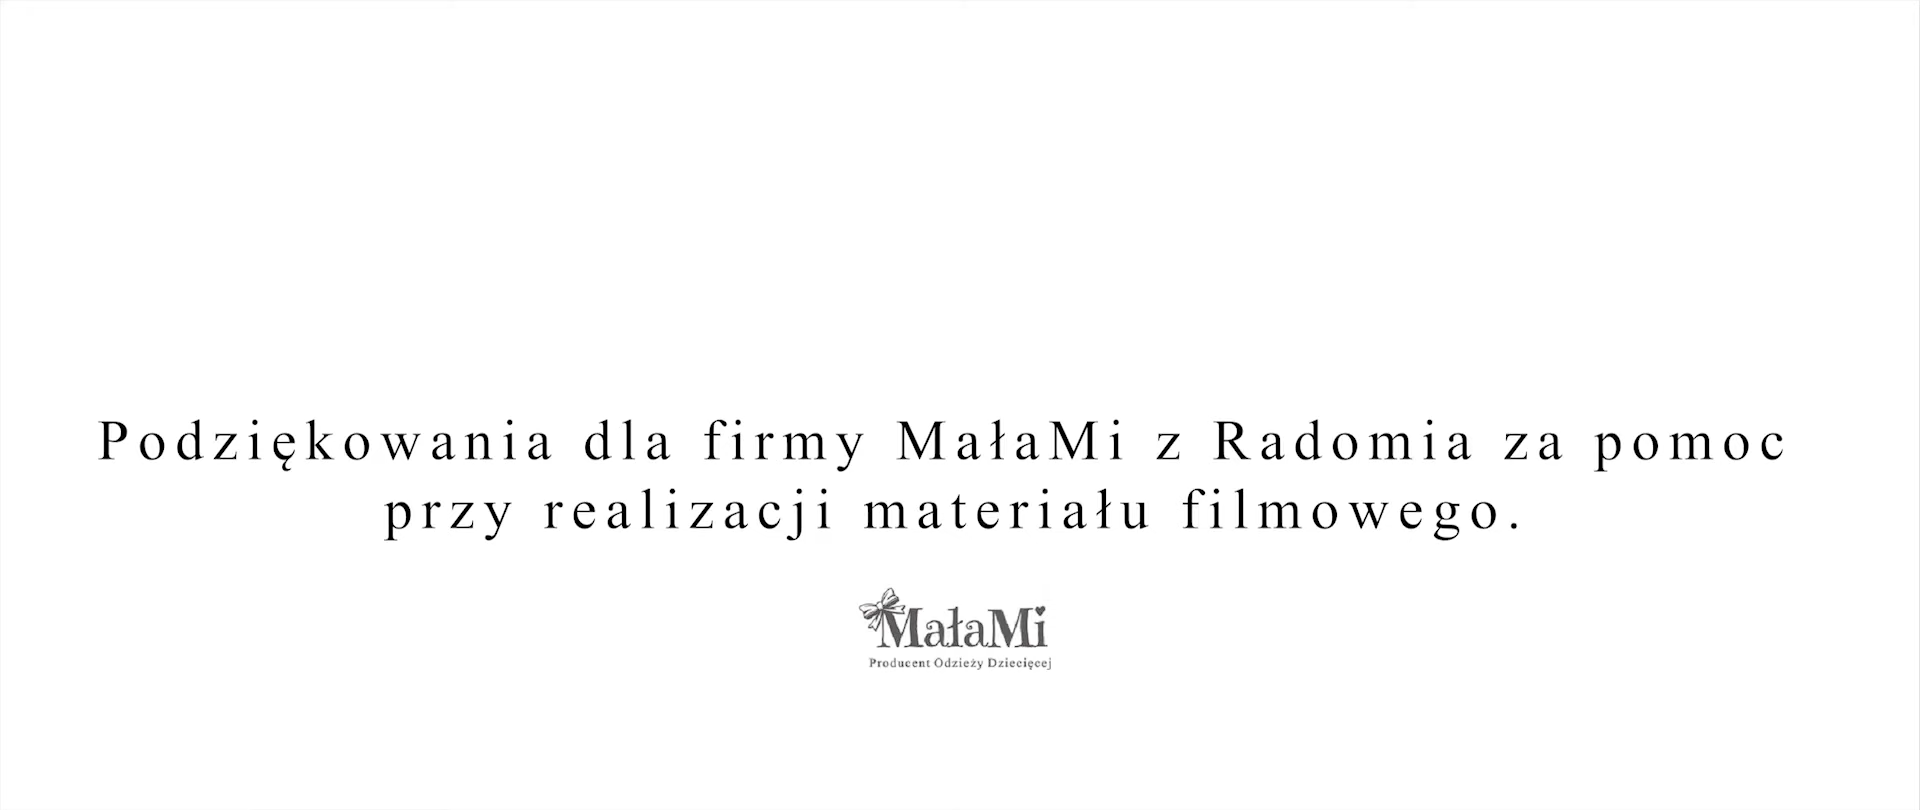 Podziękowania dla firmy MałaMi z Radomia za pomoc
przy realizacji materiału filmowego.
MałaMi
Producent Odzieży Dziecięcej